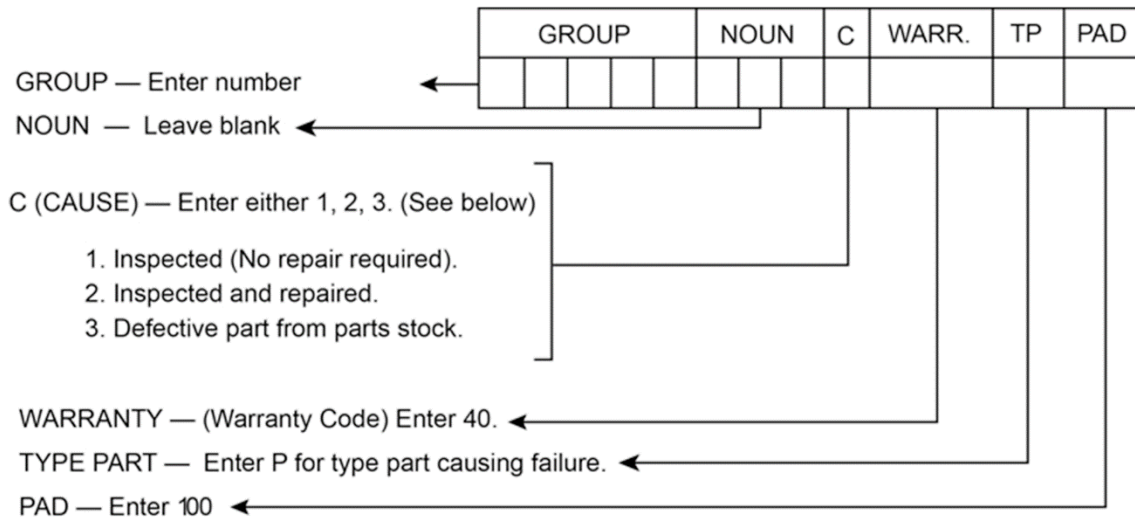 GROUP NOUN C WARR. TP PAD
GROUP — Enter number
NOUN — Leave blank
C (CAUSE) — Enter either 1, 2, 3. (See below)
1. Inspected (No repair required).
2. Inspected and repaired.
3. Defective part from parts stock.
WARRANTY — (Warranty Code) Enter 40.
TYPE PART — Enter P for type part causing failure.
PAD — Enter 100